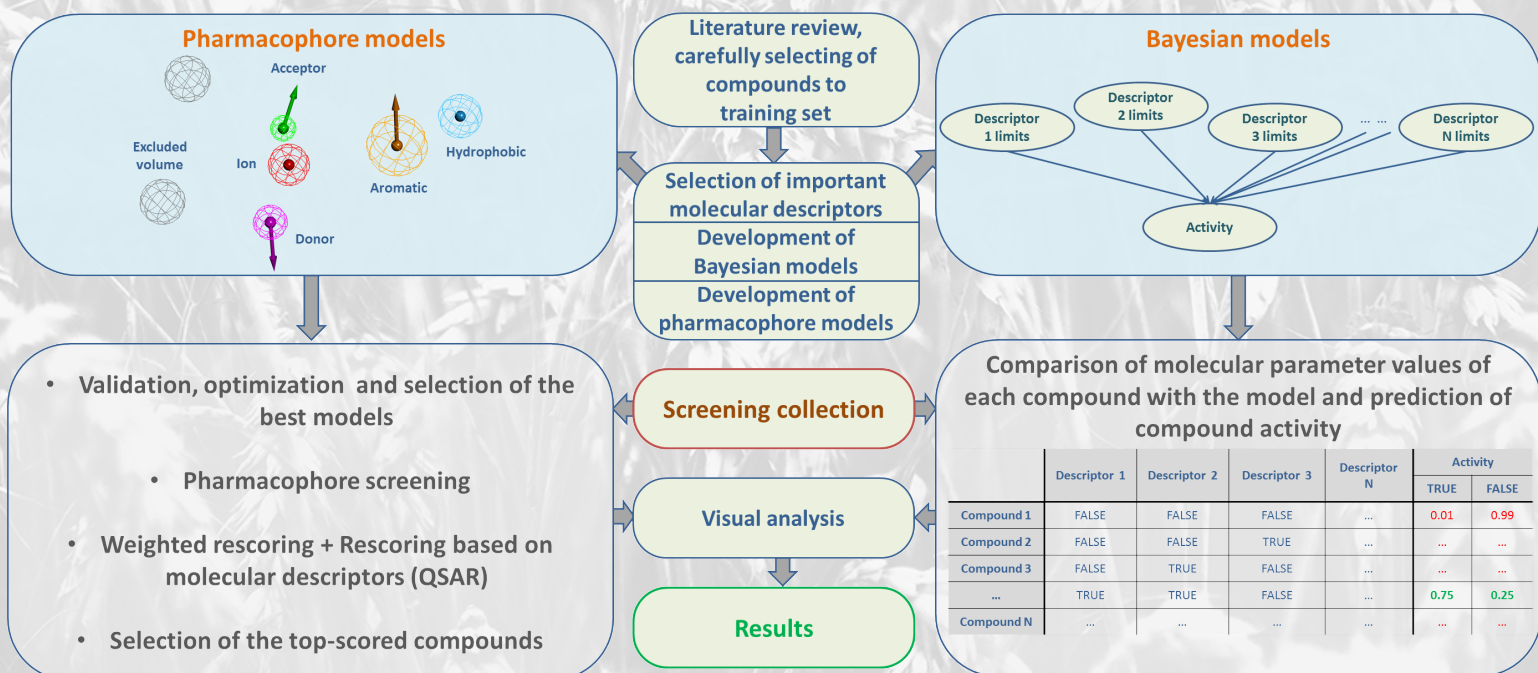 Pharmacophore models
Acceptor
Excluded
volume
Ion
Aromatic
Hydrophobic
Donor
Literature review,
carefully selecting of
compounds to
training set
Selection of important
molecular descriptors
Development of
Bayesian models
Development of
pharmacophore models
Bayesian models
Descriptor
1 limits
Descriptor
2 limits
Descriptor
3 limits
... ...
Descriptor
N limits
Activity
• Validation, optimization and selection of the
best models
• Pharmacophore screening
• Weighted rescoring + Rescoring based on
molecular descriptors (QSAR)
• Selection of the top-scored compounds
Screening collection
Visual analysis
Results
Comparison of molecular parameter values of
each compound with the model and prediction of
compound activity
Descriptor 1 Descriptor 2 Descriptor 3 Descriptor N Activity
TRUE FALSE
Compound 1 FALSE FALSE FALSE ... 0.01 0.99
Compound 2 FALSE FALSE TRUE ... ... ...
Compound 3 FALSE TRUE FALSE ... ... ...
... TRUE TRUE FALSE ... 0.75 0.25
Compound N ... ... ... ... ... ...